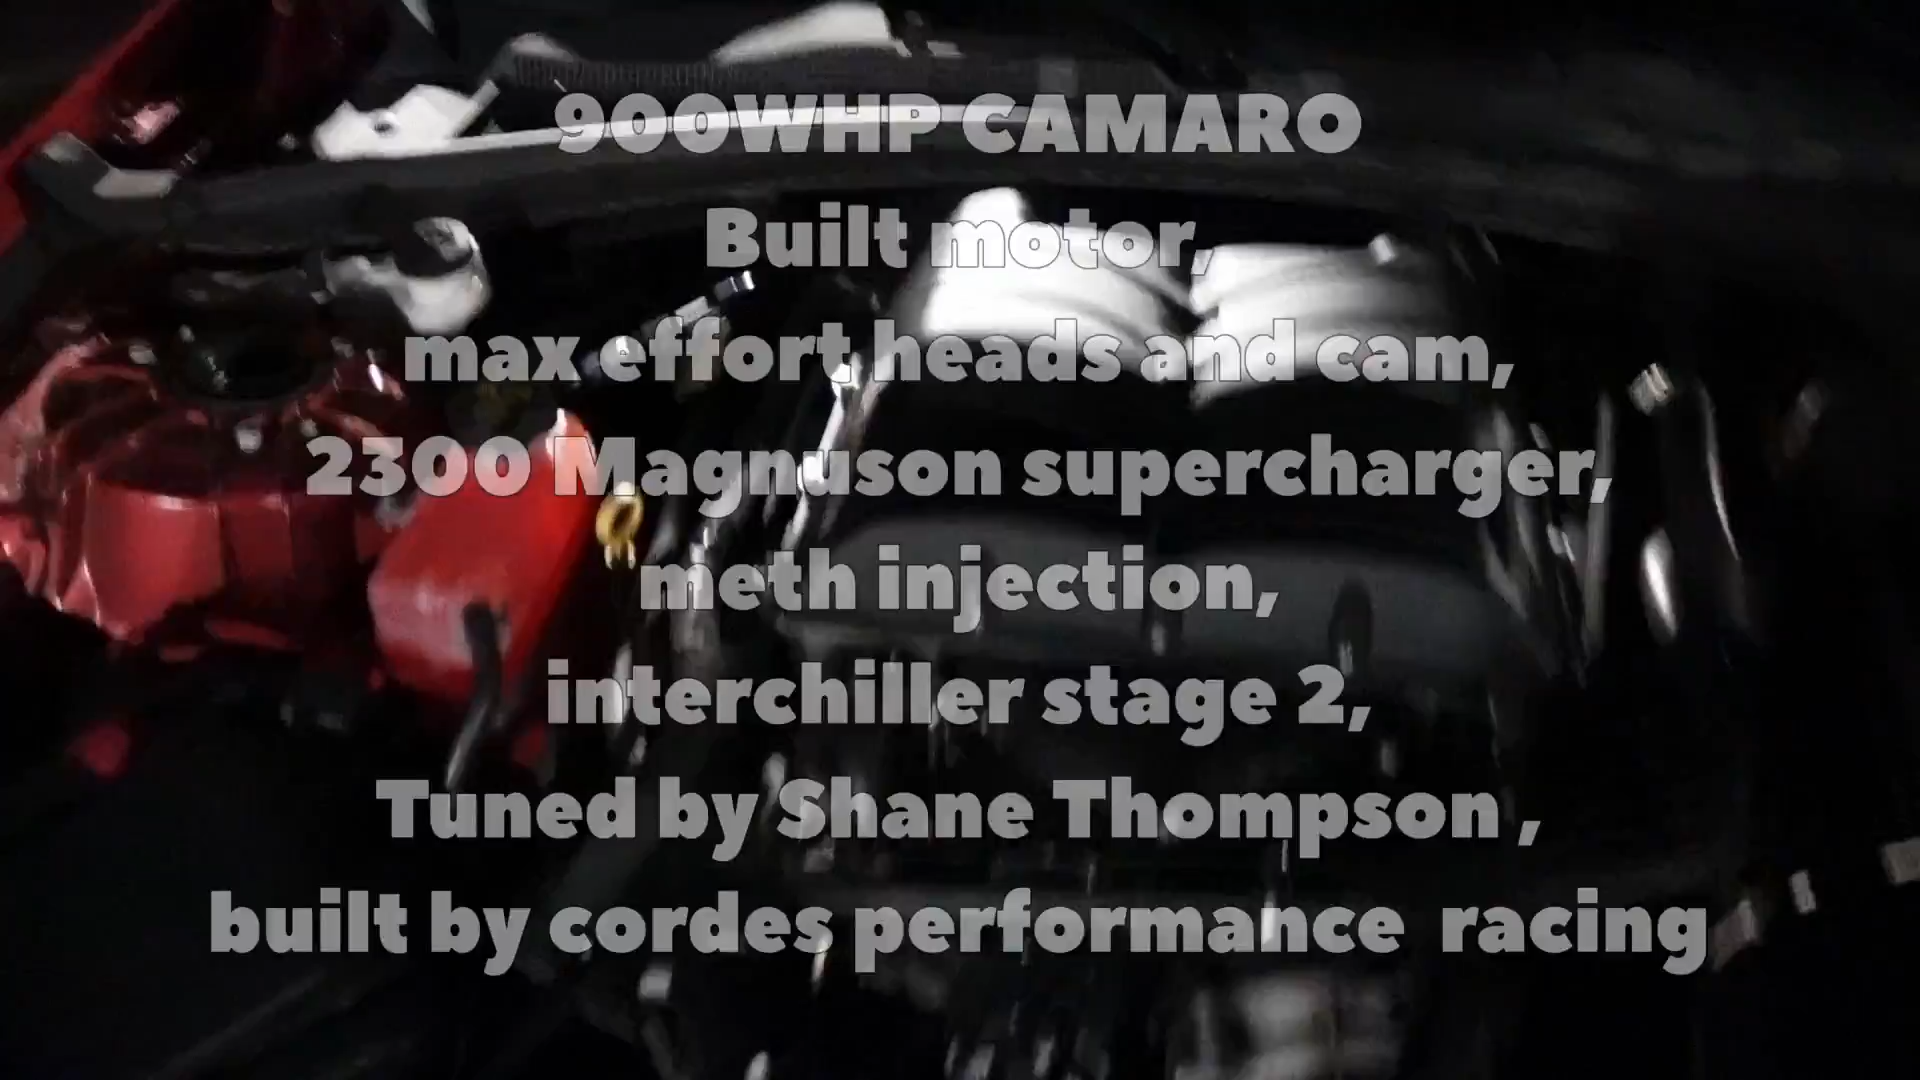 900WHP CAMARO
Built motor,
max effort heads and cam,
2300 Magnuson supercharger,
meth injection,
interchiller stage 2,
Tuned by Shane Thompson ,
built by cordes performance  racing